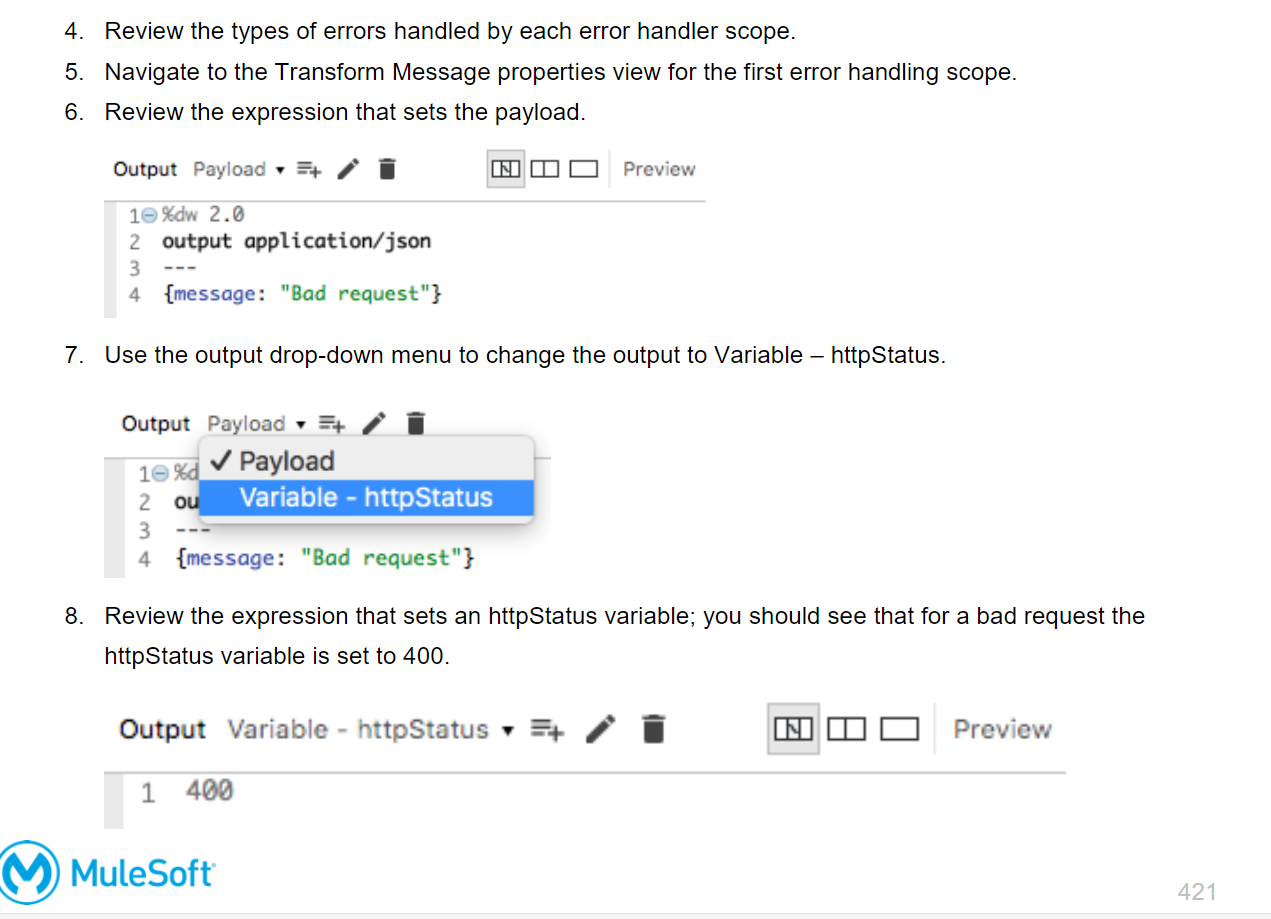 4. Review the types of errors handled by each error handler scope.
5. Navigate to the Transform Message properties view for the first error handling scope.
6. Review the expression that sets the payload.
Output Payload Preview
1 %dw 2.0
2 output application/json
3 ---
4 {message: "Bad request"}
7. Use the output drop-down menu to change the output to Variable – httpStatus.
Output Payload
✓ Payload
1 %d
Variable - httpStatus
2 ou
3 ---
4 {message: "Bad request"}
8. Review the expression that sets an httpStatus variable; you should see that for a bad request the
httpStatus variable is set to 400.
Output Variable - httpStatus Preview
1 400
MuleSoft
421